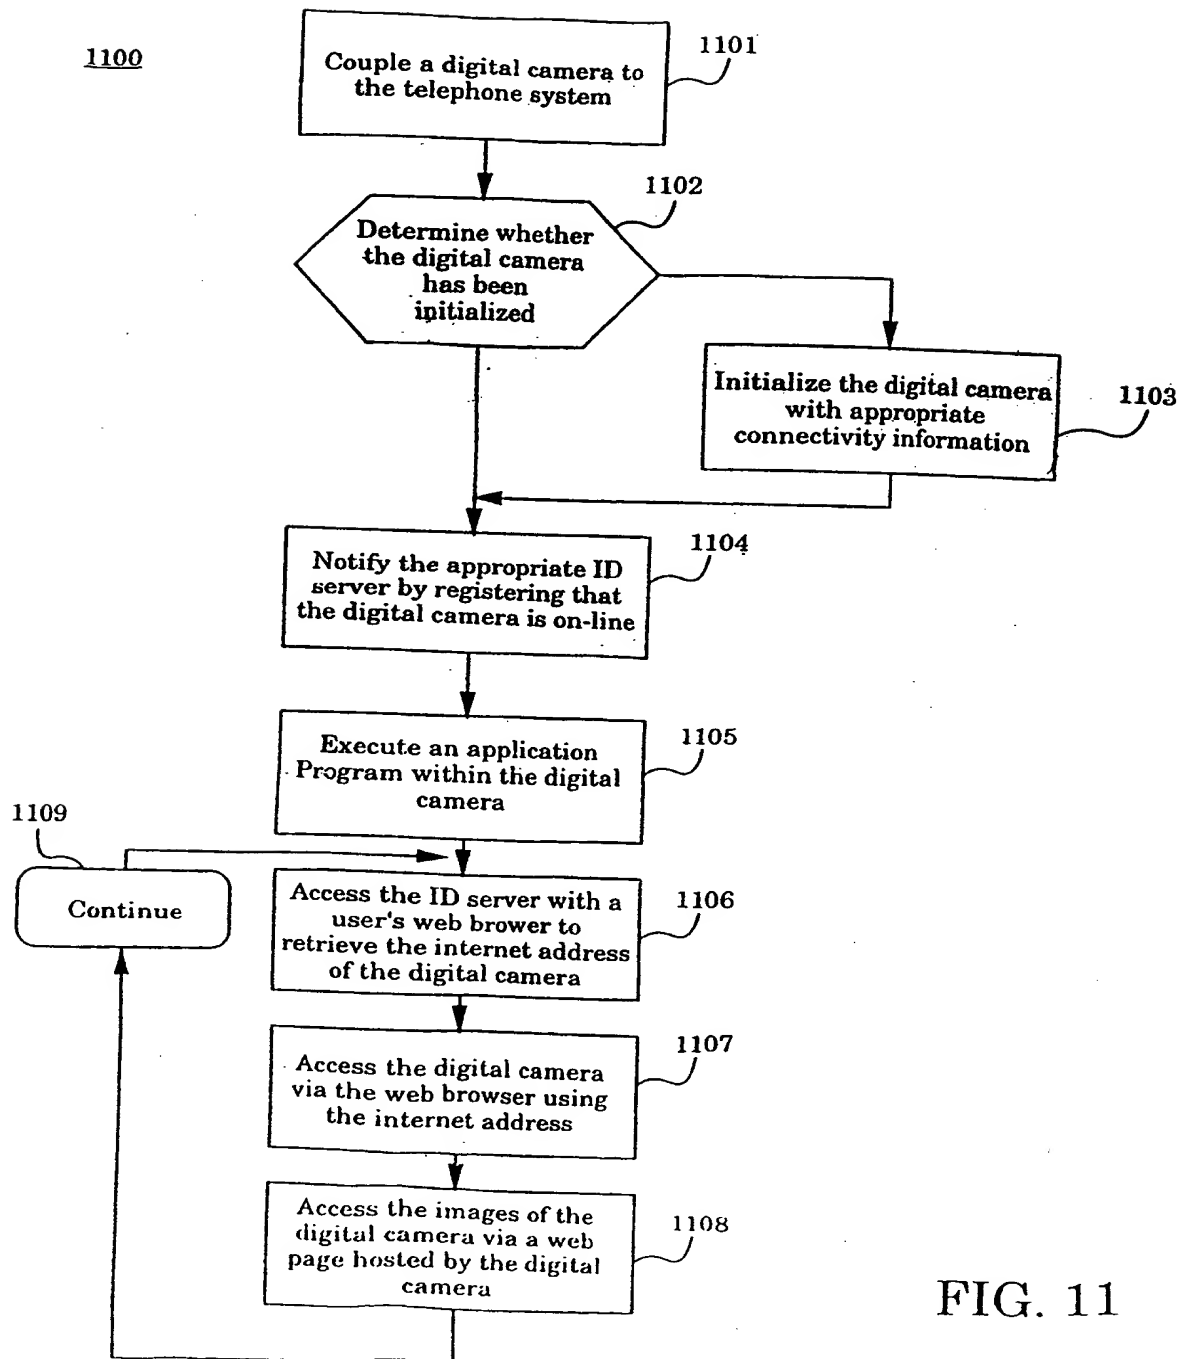 1100
1101
Couple a digital camera to
the telephone system
1102
Determine whether
the digital camera
has been
initialized
Initialize the digital camera
with appropriate
connectivity information
1103
1104
Notify the appropriate ID
server by registering that
the digital camera is on-line
1105
Execute an application
Program within the digital
camera
1109
Continue
1106
Access the ID server with a
user's web brower to
retrieve the internet address
of the digital camera
1107
Access the digital camera
via the web browser using
the internet address
1108
Access the images of the
digital camera via a web
page hosted by the digital
camera
FIG. 11